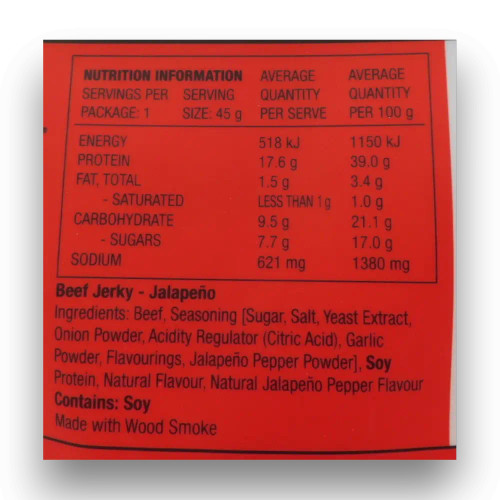 NUTRITION INFORMATION AVERAGE AVERAGE
SERVINGS PER SERVING QUANTITY QUANTITY
PACKAGE: 1 SIZE: 45 g PER SERVE PER 100 g
ENERGY 518 kJ 1150 kJ
PROTEIN 17.6 g 39.0 g
FAT, TOTAL 1.5 g 3.4 g
- SATURATED LESS THAN 1 g 1.0 g
CARBOHYDRATE 9.5 g 21.1 g
- SUGARS 7.7 g 17.0 g
SODIUM 621 mg 1380 mg
Beef Jerky - Jalapeño
Ingredients: Beef, Seasoning [Sugar, Salt, Yeast Extract,
Onion Powder, Acidity Regulator (Citric Acid), Garlic
Powder, Flavourings, Jalapeño Pepper Powder], Soy
Protein, Natural Flavour, Natural Jalapeño Pepper Flavour
Contains: Soy
Made with Wood Smoke